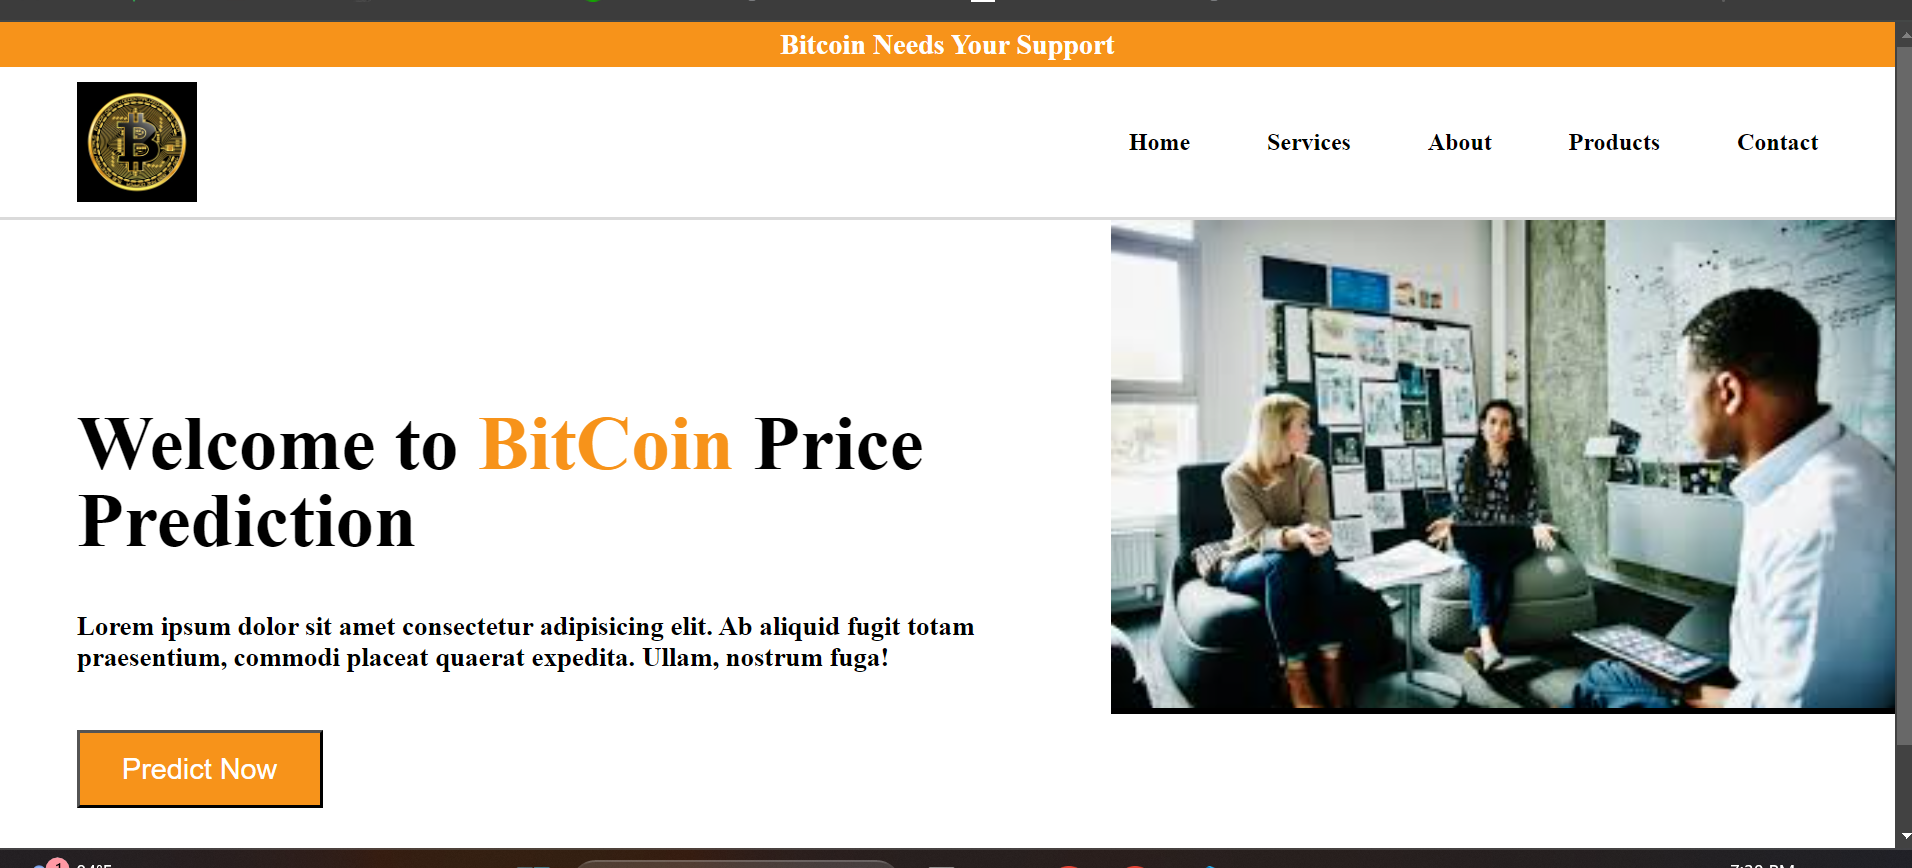 Bitcoin Needs Your Support
Home Services About Products Contact
Welcome to BitCoin Price
Prediction
Lorem ipsum dolor sit amet consectetur adipisicing elit. Ab aliquid fugit totam
praesentium, commodi placeat quaerat expedita. Ullam, nostrum fuga!
Predict Now